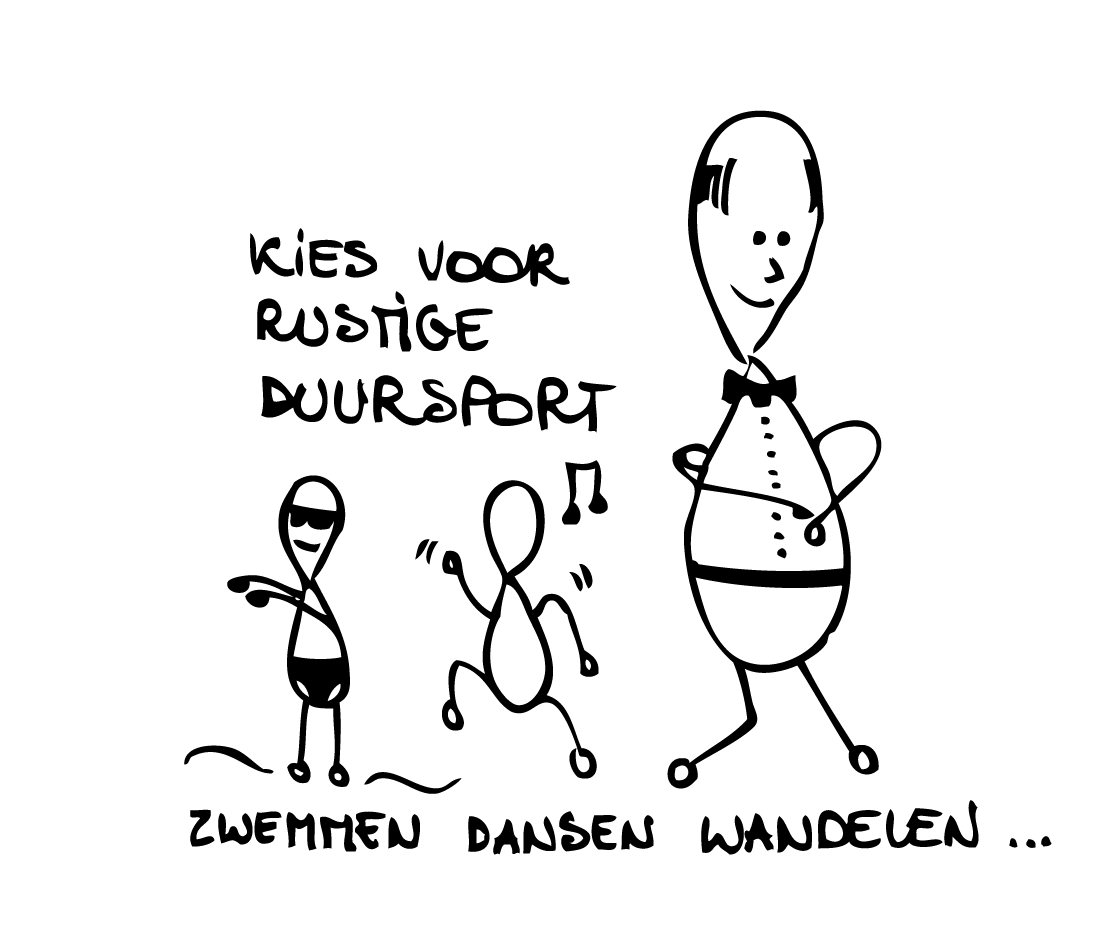 KiES VOOR
RUSTiGE
DUURSPORT
ZWEMMEN DANSEN WANDELEN ...